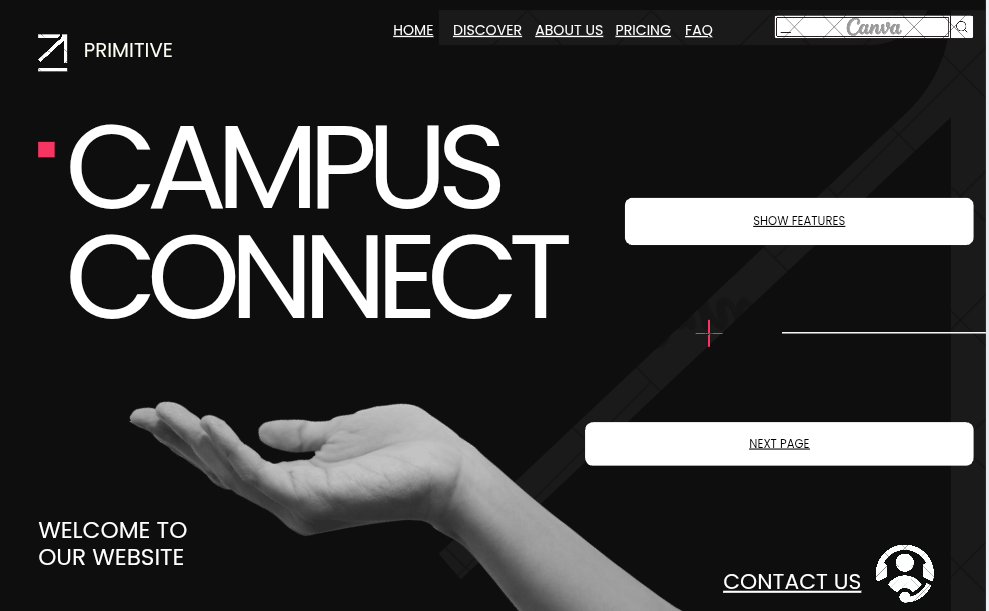 HOME DISCOVER ABOUT US PRICING FAQ
Canva
PRIMITIVE
CAMPUS
CONNECT
SHOW FEATURES
NEXT PAGE
WELCOME TO
OUR WEBSITE
CONTACT US